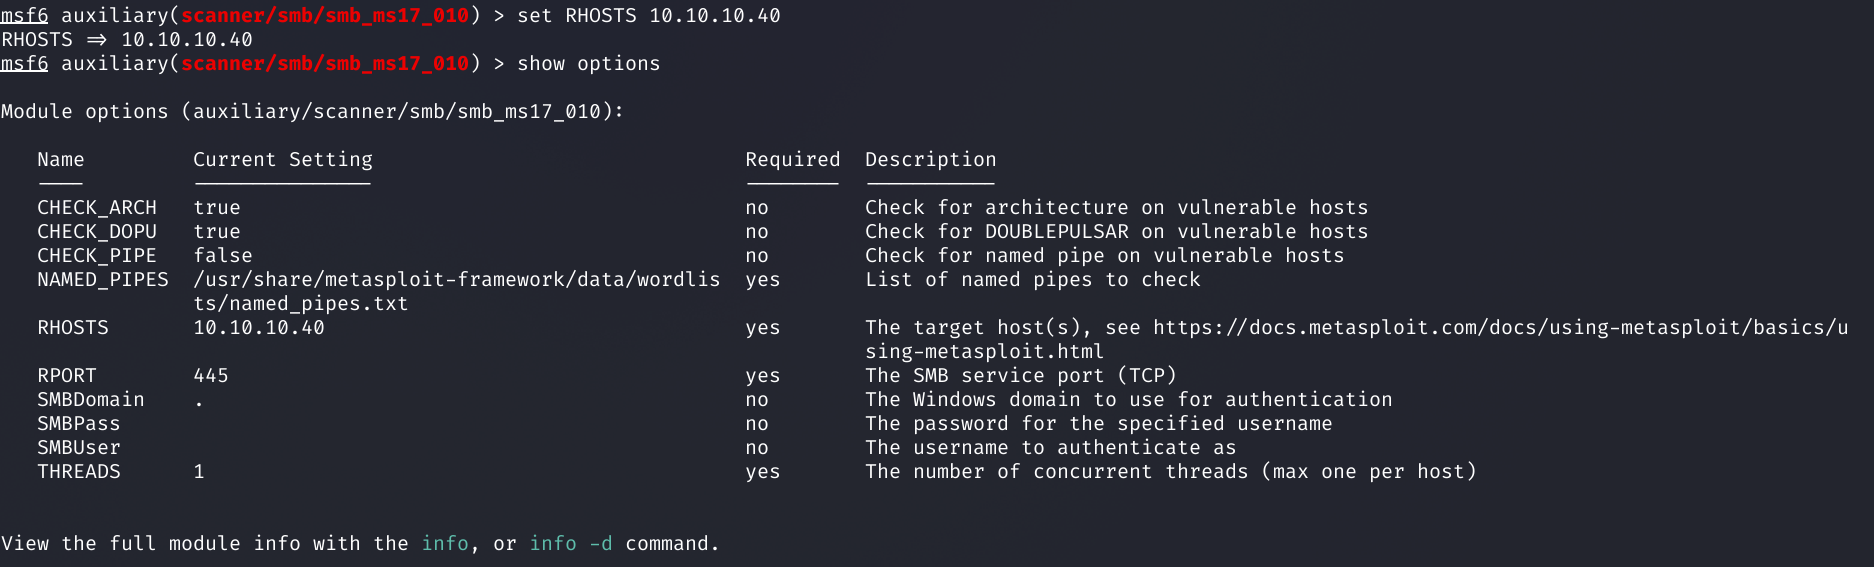 msf6 auxiliary(scanner/smb/smb_ms17_010) > set RHOSTS 10.10.10.40
RHOSTS => 10.10.10.40
msf6 auxiliary(scanner/smb/smb_ms17_010) > show options
Module options (auxiliary/scanner/smb/smb_ms17_010):
Name Current Setting Required Description
---- --------------- -------- -----------
CHECK_ARCH true no Check for architecture on vulnerable hosts
CHECK_DOPU true no Check for DOUBLEPULSAR on vulnerable hosts
CHECK_PIPE false no Check for named pipe on vulnerable hosts
NAMED_PIPES /usr/share/metasploit-framework/data/wordlis yes List of named pipes to check
ts/named_pipes.txt
RHOSTS 10.10.10.40 yes The target host(s), see https://docs.metasploit.com/docs/using-metasploit/basics/u
sing-metasploit.html
RPORT 445 yes The SMB service port (TCP)
SMBDomain . no The Windows domain to use for authentication
SMBPass no The password for the specified username
SMBUser no The username to authenticate as
THREADS 1 yes The number of concurrent threads (max one per host)
View the full module info with the info, or info -d command.